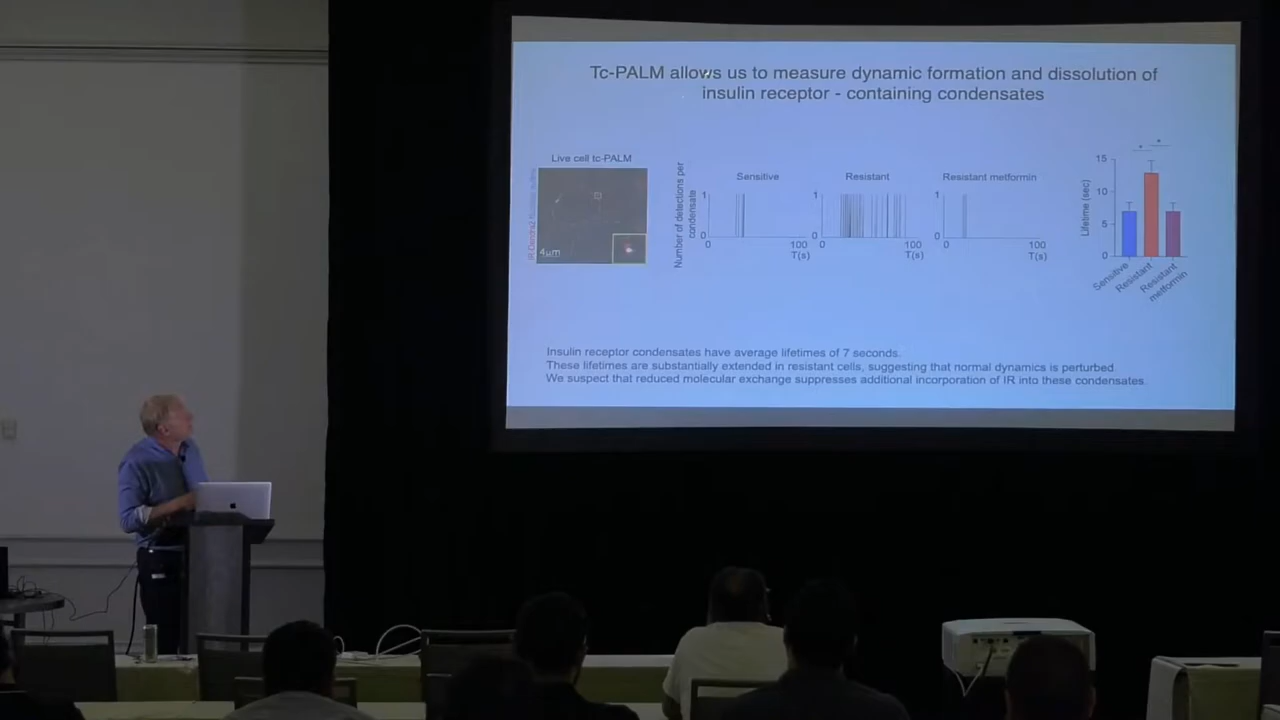 Tc-PALM allows us to measure dynamic formation and dissolution of
insulin receptor - containing condensates
Live cell tc-PALM
4μm
Number of detections per
condensate
Sensitive
1
0
0
100
T(s)
Resistant
1
0
0
100
T(s)
Resistant metformin
1
0
0
100
T(s)
Lifetime (sec)
15
10
5
0
*
*
Sensitive
Resistant
Resistant
metformin
Insulin receptor condensates have average lifetimes of 7 seconds.
These lifetimes are substantially extended in resistant cells, suggesting that normal dynamics is perturbed.
We suspect that reduced molecular exchange suppresses additional incorporation of IR into these condensates.